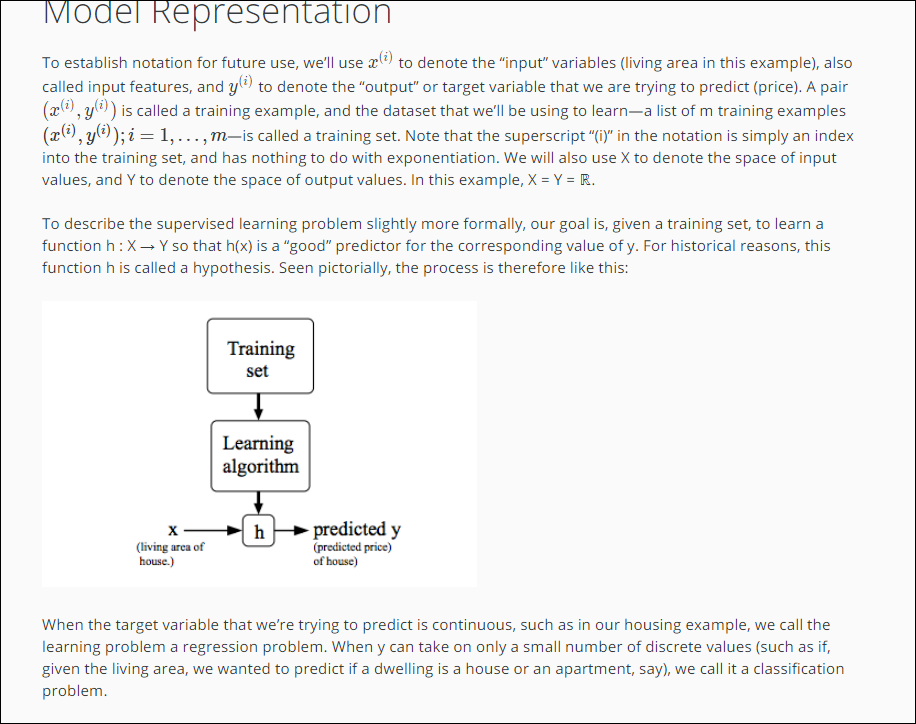 Model Representation
To establish notation for future use, we'll use x⁽ⁱ⁾ to denote the “input” variables (living area in this example), also
called input features, and y⁽ⁱ⁾ to denote the “output” or target variable that we are trying to predict (price). A pair
(x⁽ⁱ⁾, y⁽ⁱ⁾) is called a training example, and the dataset that we'll be using to learn—a list of m training examples
(x⁽ⁱ⁾, y⁽ⁱ⁾); i = 1, . . . , m—is called a training set. Note that the superscript “(i)” in the notation is simply an index
into the training set, and has nothing to do with exponentiation. We will also use X to denote the space of input
values, and Y to denote the space of output values. In this example, X = Y = ℝ.
To describe the supervised learning problem slightly more formally, our goal is, given a training set, to learn a
function h : X → Y so that h(x) is a “good” predictor for the corresponding value of y. For historical reasons, this
function h is called a hypothesis. Seen pictorially, the process is therefore like this:
Training
set
Learning
algorithm
x
h
predicted y
(living area of
house.)
(predicted price)
of house)
When the target variable that we're trying to predict is continuous, such as in our housing example, we call the
learning problem a regression problem. When y can take on only a small number of discrete values (such as if,
given the living area, we wanted to predict if a dwelling is a house or an apartment, say), we call it a classification
problem.